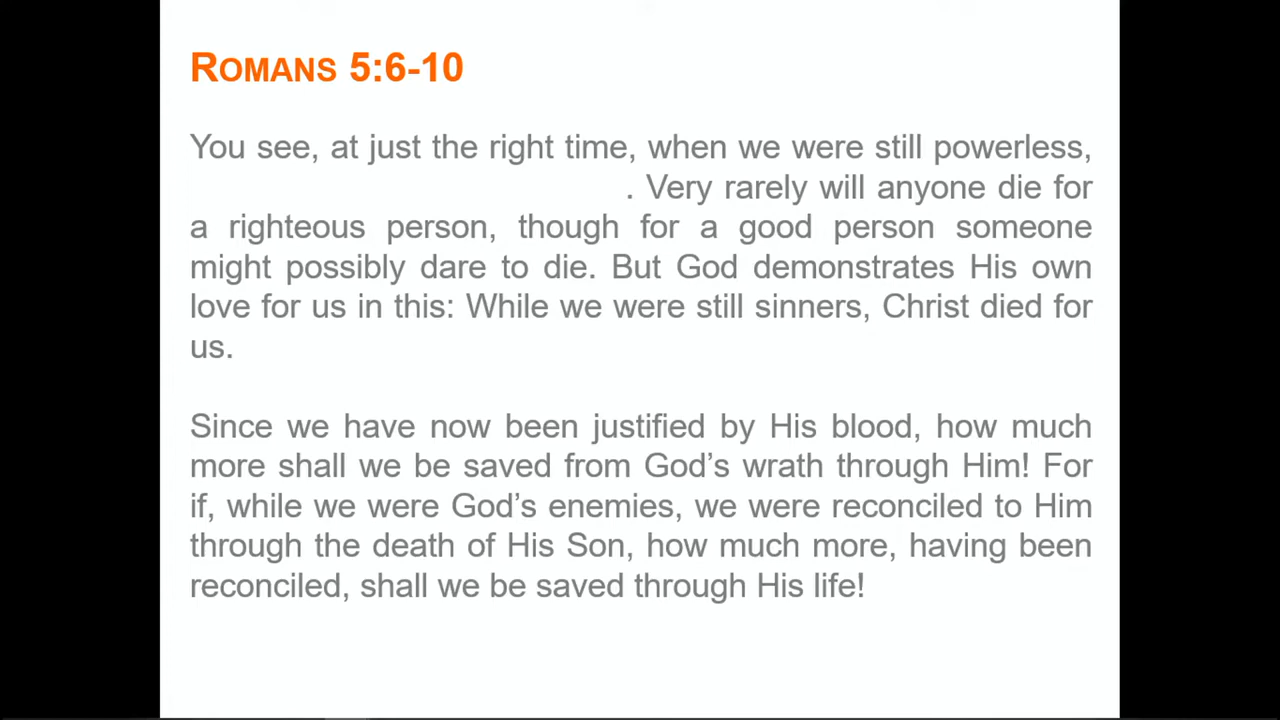 ROMANS 5:6-10
You see, at just the right time, when we were still powerless,
. Very rarely will anyone die for
a righteous person, though for a good person someone
might possibly dare to die. But God demonstrates His own
love for us in this: While we were still sinners, Christ died for
us.
Since we have now been justified by His blood, how much
more shall we be saved from God’s wrath through Him! For
if, while we were God’s enemies, we were reconciled to Him
through the death of His Son, how much more, having been
reconciled, shall we be saved through His life!